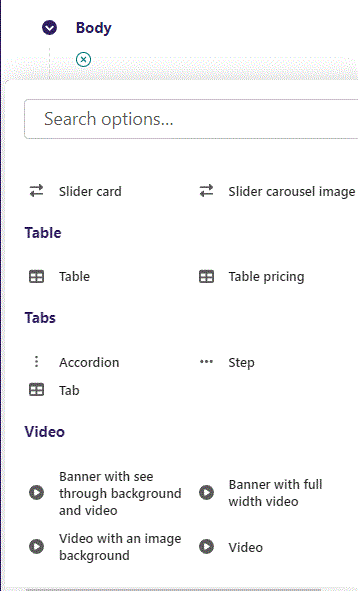 Body
Search options...
Slider card
Slider carousel image
Table
Table
Table pricing
Tabs
Accordion
Step
Tab
Video
Banner with see
through background
and video
Banner with full
width video
Video with an image
background
Video